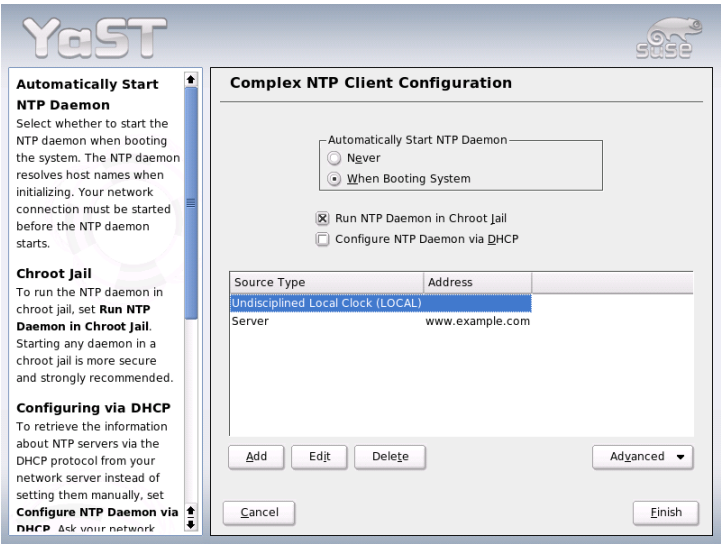 YaST
SUSE
Automatically Start
NTP Daemon
Select whether to start the
NTP daemon when booting
the system. The NTP daemon
resolves host names when
initializing. Your network
connection must be started
before the NTP daemon
starts.
Chroot Jail
To run the NTP daemon in
chroot jail, set Run NTP
Daemon in Chroot Jail.
Starting any daemon in a
chroot jail is more secure
and strongly recommended.
Configuring via DHCP
To retrieve the information
about NTP servers via the
DHCP protocol from your
network server instead of
setting them manually, set
Configure NTP Daemon via
DHCP. Ask your network
Complex NTP Client Configuration
Automatically Start NTP Daemon
Never
When Booting System
Run NTP Daemon in Chroot Jail
Configure NTP Daemon via DHCP
Source Type Address
Undisciplined Local Clock (LOCAL)
Server www.example.com
Add Edit Delete Advanced
Cancel Finish